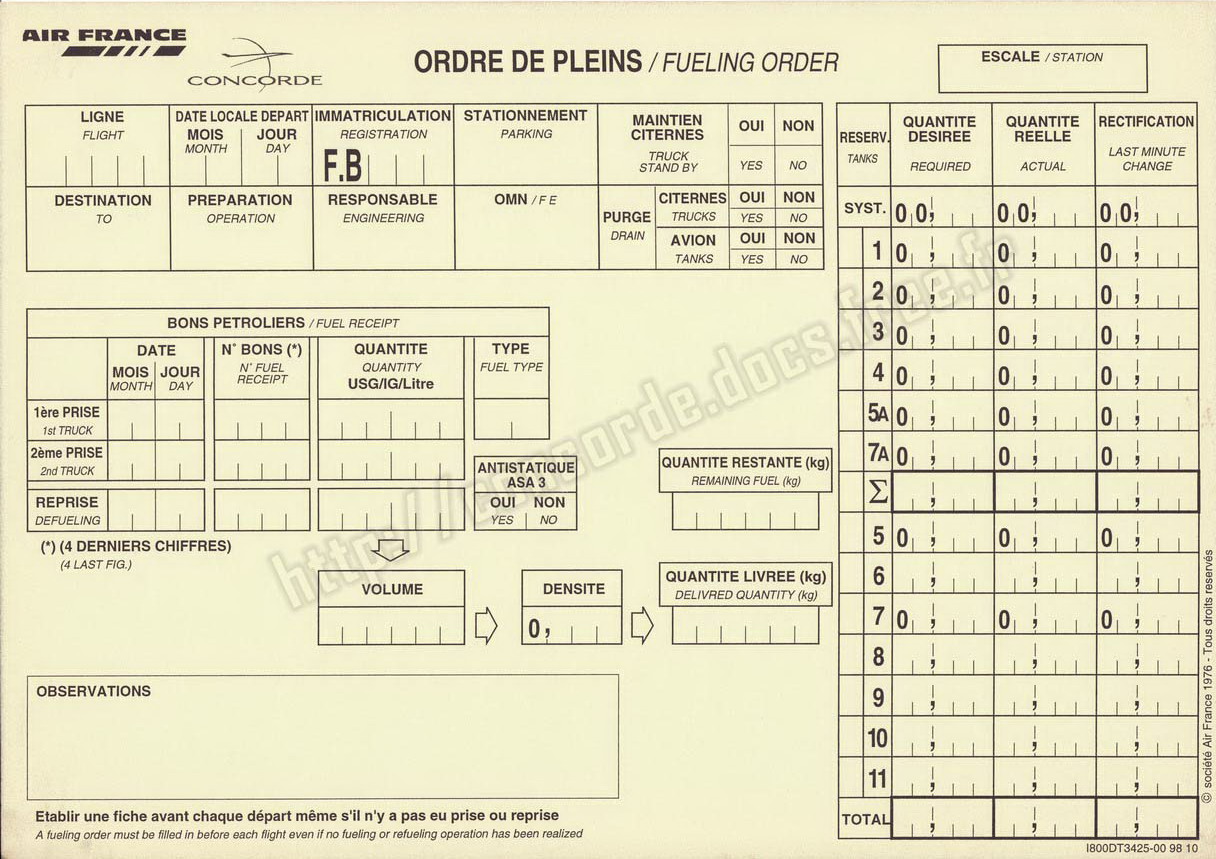 AIR FRANCE
CONCORDE
ORDRE DE PLEINS / FUELING ORDER
ESCALE / STATION
LIGNE
FLIGHT
DATE LOCALE DEPART
MOIS
MONTH
JOUR
DAY
IMMATRICULATION
REGISTRATION
F.B
STATIONNEMENT
PARKING
MAINTIEN
CITERNES
TRUCK
STAND BY
OUI NON
YES NO
DESTINATION
TO
PREPARATION
OPERATION
RESPONSABLE
ENGINEERING
OMN / F E
PURGE
DRAIN
CITERNES OUI NON
TRUCKS YES NO
AVION OUI NON
TANKS YES NO
BONS PETROLIERS / FUEL RECEIPT
DATE
MOIS JOUR
MONTH DAY
N° BONS (*)
N° FUEL
RECEIPT
QUANTITE
QUANTITY
USG/IG/Litre
TYPE
FUEL TYPE
1ère PRISE
1st TRUCK
2ème PRISE
2nd TRUCK
REPRISE
DEFUELING
(*) (4 DERNIERS CHIFFRES)
(4 LAST FIG.)
ANTISTATIQUE
ASA 3
OUI NON
YES NO
QUANTITE RESTANTE (kg)
REMAINING FUEL (kg)
VOLUME
DENSITE
0,
QUANTITE LIVREE (kg)
DELIVRED QUANTITY (kg)
OBSERVATIONS
Etablir une fiche avant chaque départ même s'il n'y a pas eu prise ou reprise
A fueling order must be filled in before each flight even if no fueling or refueling operation has been realized
RESERV.
TANKS
QUANTITE
DESIREE
REQUIRED
QUANTITE
REELLE
ACTUAL
RECTIFICATION
LAST MINUTE
CHANGE
SYST. 0 0, 0 0, 0 0,
1 0 , 0 , 0 ,
2 0 , 0 , 0 ,
3 0 , 0 , 0 ,
4 0 , 0 , 0 ,
5A 0 , 0 , 0 ,
7A 0 , 0 , 0 ,
Σ , , ,
5 0 , 0 , 0 ,
6 , , ,
7 0 , 0 , 0 ,
8 , , ,
9 , , ,
10 , , ,
11 , , ,
TOTAL , , ,
I800DT3425-00 98 10
© société Air France 1976 - Tous droits reservés
http://concorde.docs.free.fr